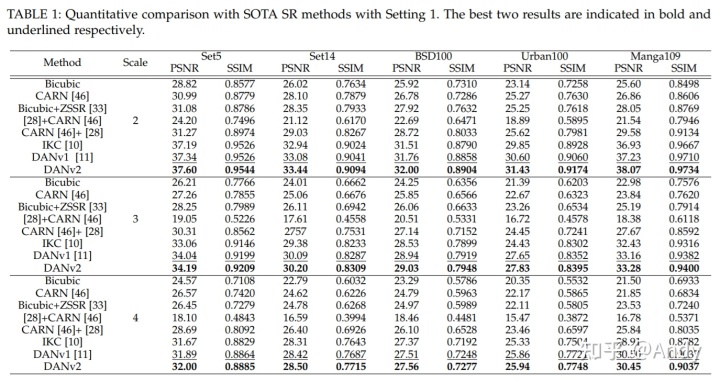 TABLE 1: Quantitative comparison with SOTA SR methods with Setting 1. The best two results are indicated in bold and
underlined respectively.
Method Scale Set5 Set14 BSD100 Urban100 Manga109
PSNR SSIM PSNR SSIM PSNR SSIM PSNR SSIM PSNR SSIM
Bicubic 28.82 0.8577 26.02 0.7634 25.92 0.7310 23.14 0.7258 25.60 0.8498
CARN [46] 30.99 0.8779 28.10 0.7879 26.78 0.7286 25.27 0.7630 26.86 0.8606
Bicubic+ZSSR [33] 31.08 0.8786 28.35 0.7933 27.92 0.7632 25.25 0.7618 28.05 0.8769
[28]+CARN [46] 2 24.20 0.7496 21.12 0.6170 22.69 0.6471 18.89 0.5895 21.54 0.7946
CARN [46]+ [28] 31.27 0.8974 29.03 0.8267 28.72 0.8033 25.62 0.7981 29.58 0.9134
IKC [10] 37.19 0.9526 32.94 0.9024 31.51 0.8790 29.85 0.8928 36.93 0.9667
DANv1 [11] 37.34 0.9526 33.08 0.9041 31.76 0.8858 30.60 0.9060 37.23 0.9710
DANv2 37.60 0.9544 33.44 0.9094 32.00 0.8904 31.43 0.9174 38.07 0.9734
Bicubic 26.21 0.7766 24.01 0.6662 24.25 0.6356 21.39 0.6203 22.98 0.7576
CARN [46] 27.26 0.7855 25.06 0.7676 25.85 0.6566 22.67 0.6323 23.84 0.7620
Bicubic+ZSSR [33] 28.25 0.7989 26.11 0.6942 26.06 0.6633 23.26 0.6534 25.19 0.7914
[28]+CARN [46] 3 19.05 0.5226 17.61 0.4558 20.51 0.5331 16.72 0.4578 18.38 0.6118
CARN [46]+ [28] 30.31 0.8562 2757 0.7531 27.14 0.7152 24.45 0.7241 27.67 0.8592
IKC [10] 33.06 0.9146 29.38 0.8233 28.53 0.7899 24.43 0.8302 32.43 0.9316
DANv1 [11] 34.04 0.9199 30.09 0.8287 28.94 0.7919 27.65 0.8352 33.16 0.9382
DANv2 34.19 0.9209 30.20 0.8309 29.03 0.7948 27.83 0.8395 33.28 0.9400
Bicubic 24.57 0.7108 22.79 0.6032 23.29 0.5786 20.35 0.5532 21.50 0.6933
CARN [46] 26.57 0.7420 24.62 0.6226 24.79 0.5963 22.17 0.5865 21.85 0.6834
Bicubic+ZSSR [33] 26.45 0.7279 24.78 0.6268 24.97 0.5989 22.11 0.5805 23.53 0.7240
[28]+CARN [46] 4 18.10 0.4843 16.59 0.3994 18.46 0.4481 15.47 0.3872 16.78 0.5371
CARN [46]+ [28] 28.69 0.8092 26.40 0.6926 26.10 0.6528 23.46 0.6597 25.84 0.8035
IKC [10] 31.67 0.8829 28.31 0.7643 27.37 0.7192 25.33 28.91 0.8782
DANv1 [11] 31.89 0.8864 28.42 0.7687 27.51 0.7248 25.86
DANv2 32.00 0.8885 28.50 0.7715 27.56 0.7277 25.94 0.7748 30.45 0.9037
知乎 @Andy